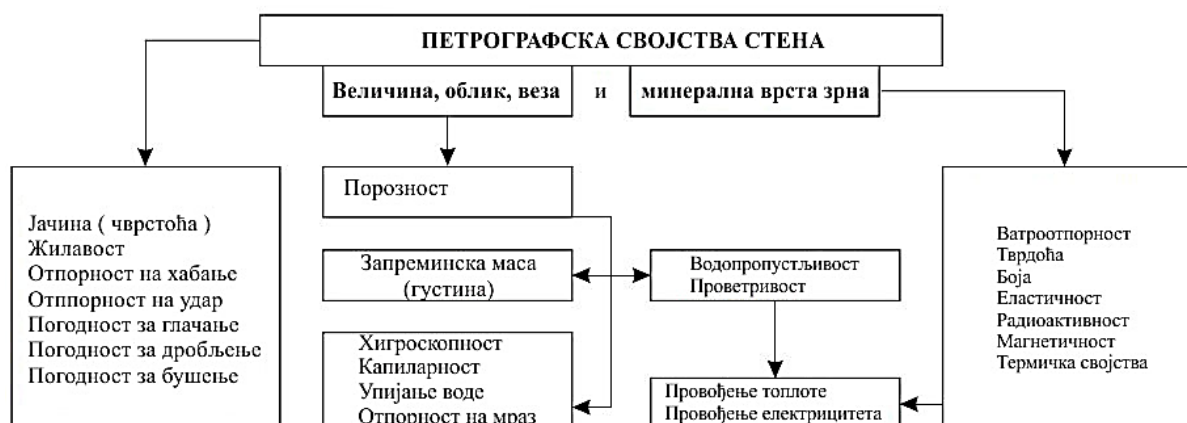 ПЕТРОГРАФСКА СВОЈСТВА СТЕНА
Величина, облик, веза и минерална врста зрна
Јачина ( чврстоћа )
Жилавост
Отпорност на хабање
Отппорност на удар
Погодност за глачање
Погодност за дробљење
Погодност за бушење
Порозност
Запреминска маса
(густина)
Хигроскопност
Капиларност
Упијање воде
Отпорност на мраз
Водопропустљивост
Проветривост
Провођење топлоте
Провођење електрицитета
Ватроотпорност
Тврдоћа
Боја
Еластичност
Радиоактивност
Магнетичност
Термичка својства